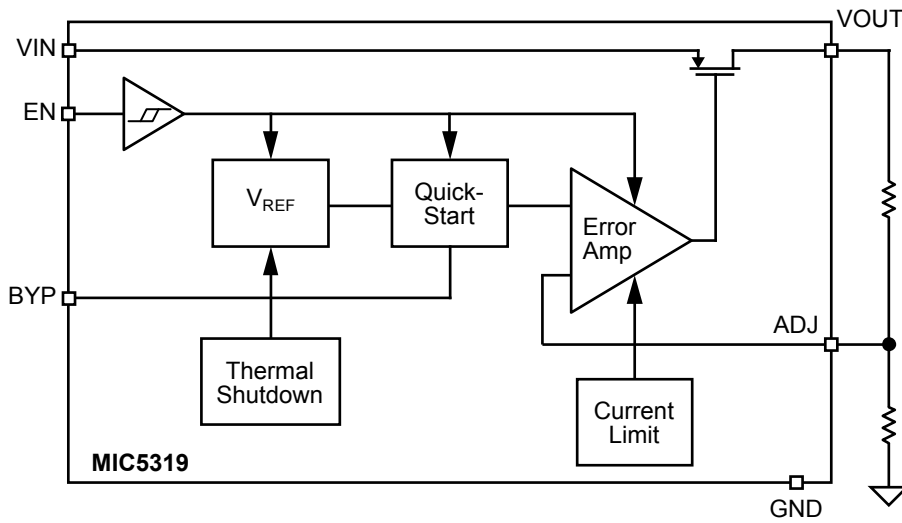 VOUT
VIN
EN
VREF
Quick-
Start
Error
Amp
BYP
ADJ
Thermal
Shutdown
Current
Limit
MIC5319
GND